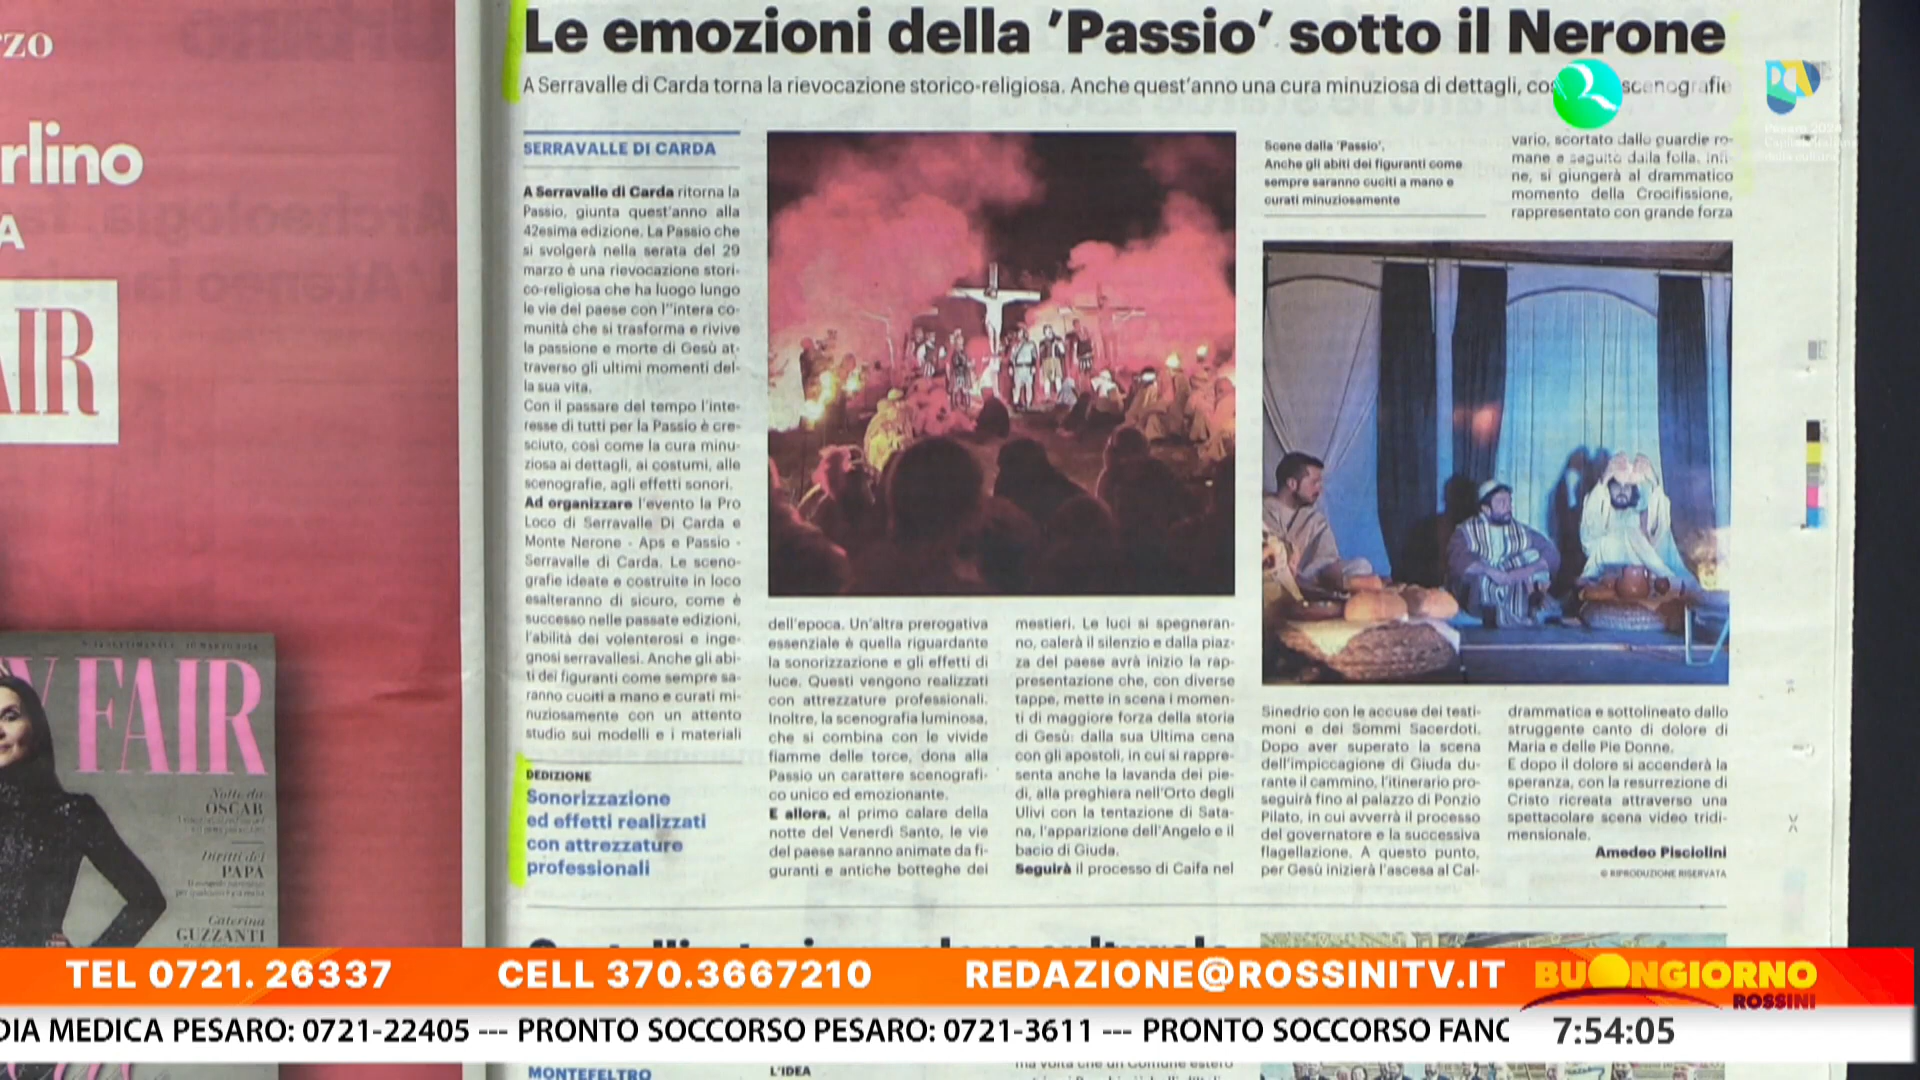 RZO
rlino
A
AIR
Y FAIR
Notte da
OSCAR
Diritti dei
PAPÀ
Caterina
GUZZANTI
Le emozioni della 'Passio' sotto il Nerone
A Serravalle di Carda torna la rievocazione storico-religiosa. Anche quest'anno una cura minuziosa di dettagli, cos scenografie
SERRAVALLE DI CARDA
A Serravalle di Carda ritorna la
Passio, giunta quest'anno alla
42esima edizione. La Passio che
si svolgerà nella serata del 29
marzo è una rievocazione stori-
co-religiosa che ha luogo lungo
le vie del paese con l''intera co-
munità che si trasforma e rivive
la passione e morte di Gesù at-
traverso gli ultimi momenti del-
la sua vita.
Con il passare del tempo l'inte-
resse di tutti per la Passio è cre-
sciuto, così come la cura minu-
ziosa ai dettagli, ai costumi, alle
scenografie, agli effetti sonori.
Ad organizzare l'evento la Pro
Loco di Serravalle Di Carda e
Monte Nerone - Aps e Passio -
Serravalle di Carda. Le sceno-
grafie ideate e costruite in loco
esalteranno di sicuro, come è
successo nelle passate edizioni,
l'abilità dei volenterosi e inge-
gnosi serravallesi. Anche gli abi-
ti dei figuranti come sempre sa-
ranno cuciti a mano e curati mi-
nuziosamente con un attento
studio sui modelli e i materiali
DEDIZIONE
Sonorizzazione
ed effetti realizzati
con attrezzature
professionali
dell'epoca. Un'altra prerogativa
essenziale è quella riguardante
la sonorizzazione e gli effetti di
luce. Questi vengono realizzati
con attrezzature professionali.
Inoltre, la scenografia luminosa,
che si combina con le vivide
fiamme delle torce, dona alla
Passio un carattere scenografi-
co unico ed emozionante.
E allora, al primo calare della
notte del Venerdì Santo, le vie
del paese saranno animate da fi-
guranti e antiche botteghe dei
mestieri. Le luci si spegneran-
no, calerà il silenzio e dalla piaz-
za del paese avrà inizio la rap-
presentazione che, con diverse
tappe, mette in scena i momen-
ti di maggiore forza della storia
di Gesù: dalla sua Ultima cena
con gli apostoli, in cui si rappre-
senta anche la lavanda dei pie-
di, alla preghiera nell'Orto degli
Ulivi con la tentazione di Sata-
na, l'apparizione dell'Angelo e il
bacio di Giuda.
Seguirà il processo di Caifa nel
Scene dalla 'Passio'.
Anche gli abiti dei figuranti come
sempre saranno cuciti a mano e
curati minuziosamente
Sinedrio con le accuse dei testi-
moni e dei Sommi Sacerdoti.
Dopo aver superato la scena
dell'impiccagione di Giuda du-
rante il cammino, l'itinerario pro-
seguirà fino al palazzo di Ponzio
Pilato, in cui avverrà il processo
del governatore e la successiva
flagellazione. A questo punto,
per Gesù inizierà l'ascesa al Cal-
vario, scortato dalle guardie ro-
mane e seguito dalla folla. Infi-
ne, si giungerà al drammatico
momento della Crocifissione,
rappresentato con grande forza
drammatica e sottolineato dallo
struggente canto di dolore di
Maria e delle Pie Donne.
E dopo il dolore si accenderà la
speranza, con la resurrezione di
Cristo ricreata attraverso una
spettacolare scena video tridi-
mensionale.
Amedeo Pisciolini
© RIPRODUZIONE RISERVATA
TEL 0721.26337 CELL 370.3667210 REDAZIONE@ROSSINITV.IT BUONGIORNO
ROSSINI
DIA MEDICA PESARO: 0721-22405 --- PRONTO SOCCORSO PESARO: 0721-3611 --- PRONTO SOCCORSO FANO 7:54:05
MONTEFELTRO
L'IDEA